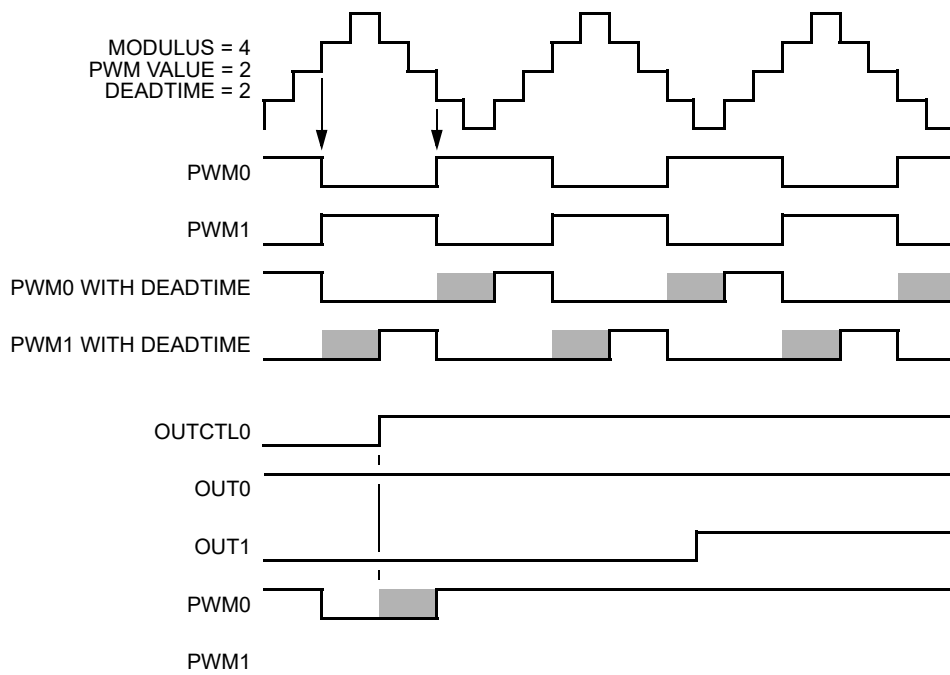 MODULUS = 4
PWM VALUE = 2
DEADTIME = 2
PWM0
PWM1
PWM0 WITH DEADTIME
PWM1 WITH DEADTIME
OUTCTL0
OUT0
OUT1
PWM0
PWM1